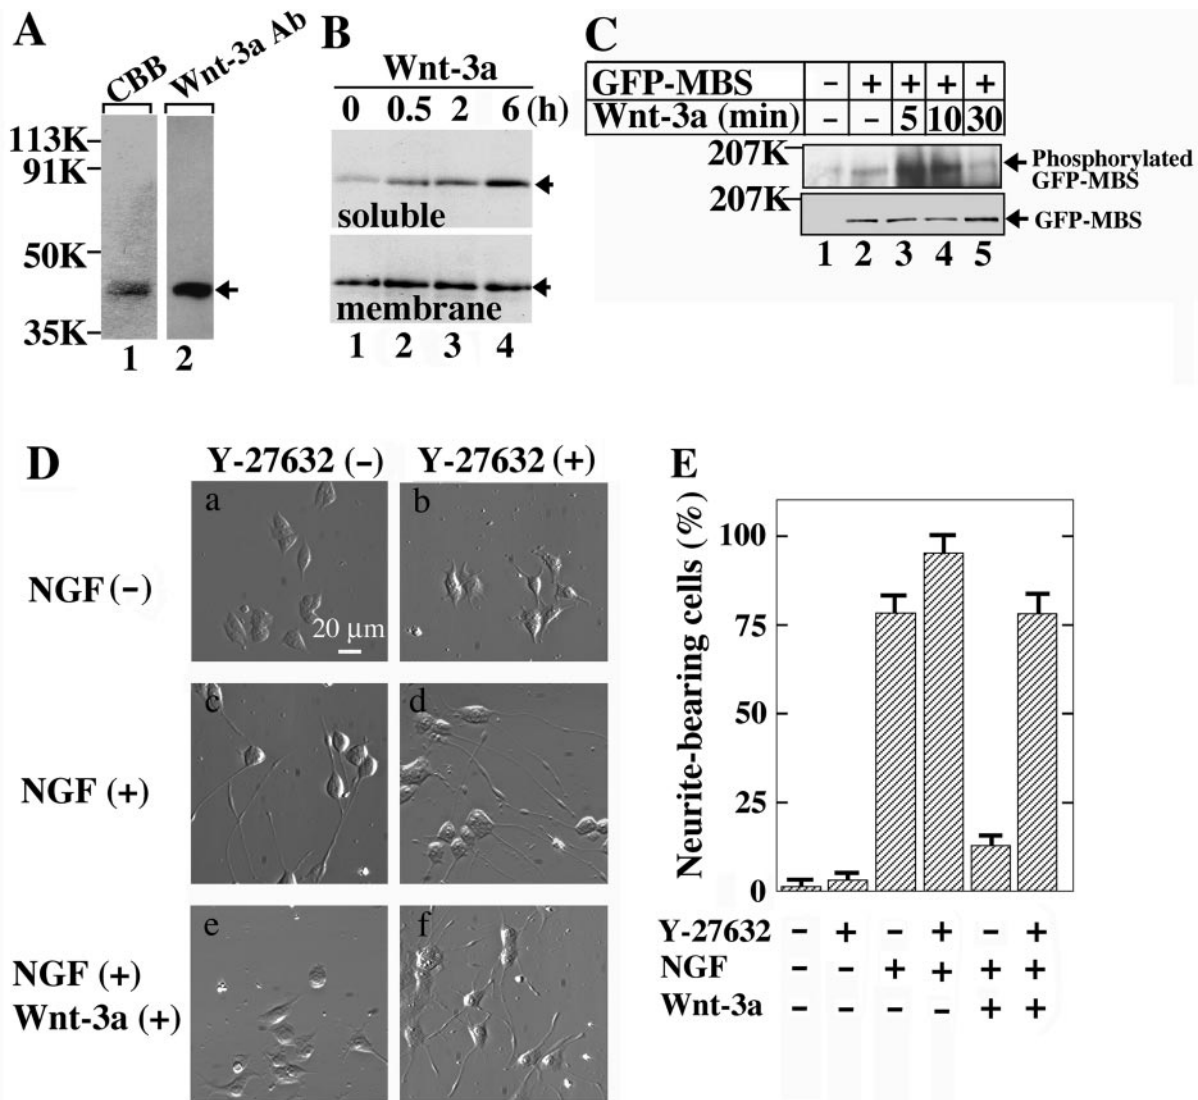 A
CBB
Wnt-3a Ab
113K
91K
50K
35K
1 2
B
Wnt-3a
0 0.5 2 6 (h)
soluble
membrane
1 2 3 4
C
GFP-MBS – + + + +
Wnt-3a (min) – – 5 10 30
207K
Phosphorylated
GFP-MBS
207K
GFP-MBS
1 2 3 4 5
D
Y-27632 (–) Y-27632 (+)
NGF (–)
a
20 µm
b
NGF (+)
c
d
NGF (+)
Wnt-3a (+)
e
f
E
Neurite-bearing cells (%)
100
75
50
25
0
Y-27632 – + – + – +
NGF – – + + + +
Wnt-3a – – – – + +